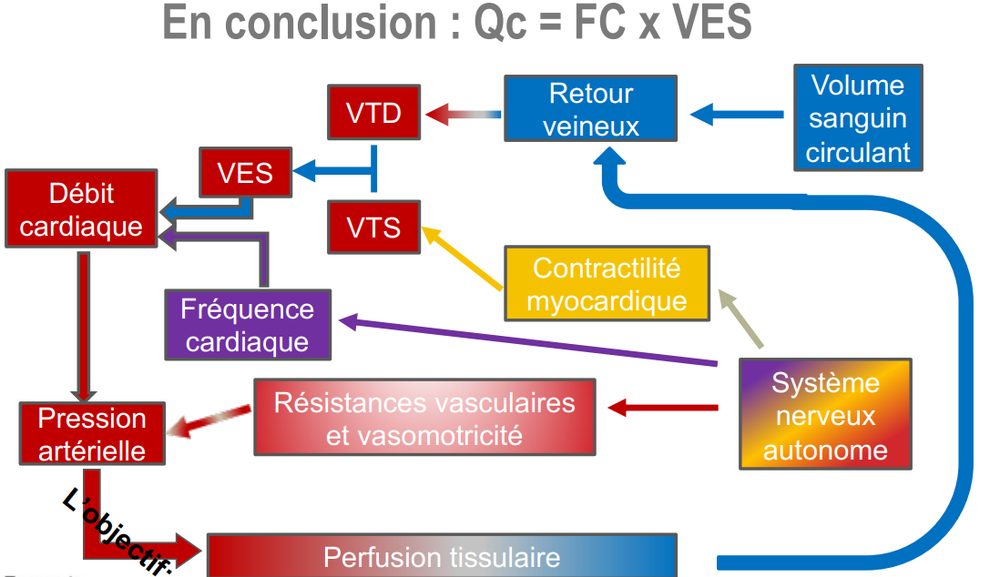 En conclusion : Qc = FC x VES
Volume
sanguin
circulant
Retour
veineux
VTD
VES
Débit
cardiaque
VTS
Contractilité
myocardique
Fréquence
cardiaque
Système
nerveux
autonome
Résistances vasculaires
et vasomotricité
Pression
artérielle
L'objectif:
Perfusion tissulaire